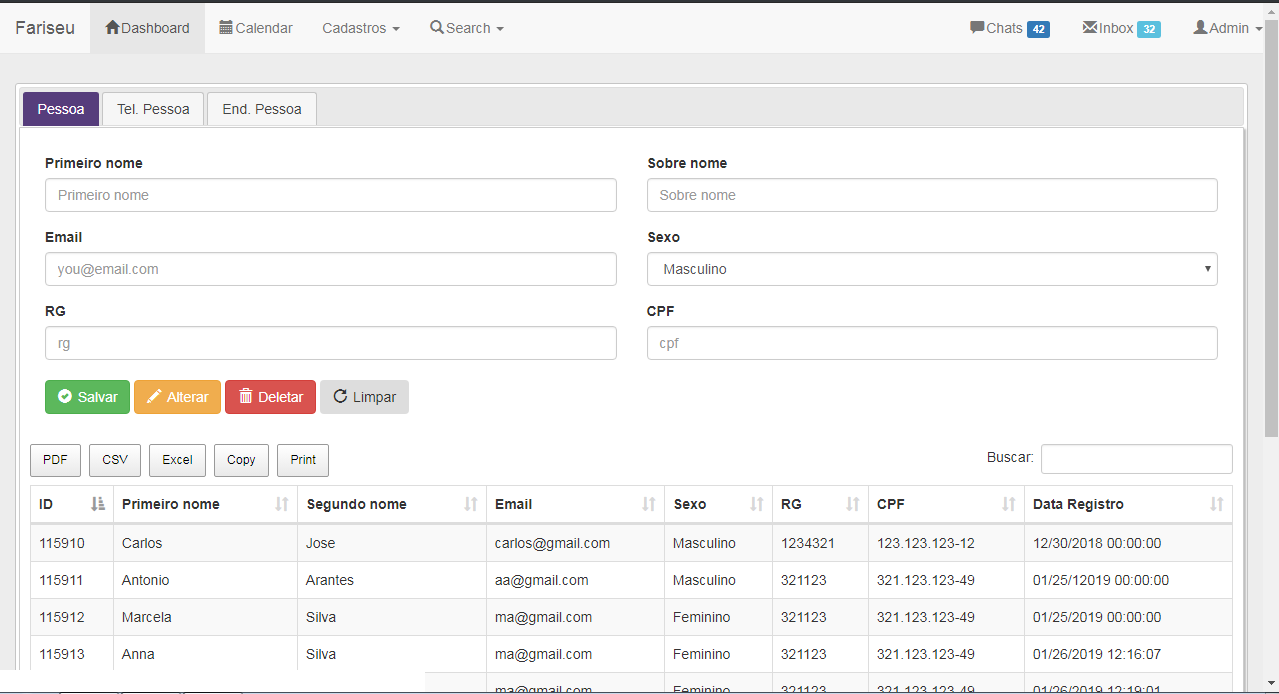 Fariseu Dashboard Calendar Cadastros Search Chats 42 Inbox 32 Admin
Pessoa Tel. Pessoa End. Pessoa
Primeiro nome Sobre nome
Primeiro nome Sobre nome
Email Sexo
you@email.com Masculino
RG CPF
rg cpf
Salvar Alterar Deletar Limpar
PDF CSV Excel Copy Print Buscar:
ID Primeiro nome Segundo nome Email Sexo RG CPF Data Registro
115910 Carlos Jose carlos@gmail.com Masculino 1234321 123.123.123-12 12/30/2018 00:00:00
115911 Antonio Arantes aa@gmail.com Masculino 321123 321.123.123-49 01/25/12019 00:00:00
115912 Marcela Silva ma@gmail.com Feminino 321123 321.123.123-49 01/25/2019 00:00:00
115913 Anna Silva ma@gmail.com Feminino 321123 321.123.123-49 01/26/2019 12:16:07
ma@gmail.com Feminino 321123 321.123.123-49 01/26/2019 12:19:01